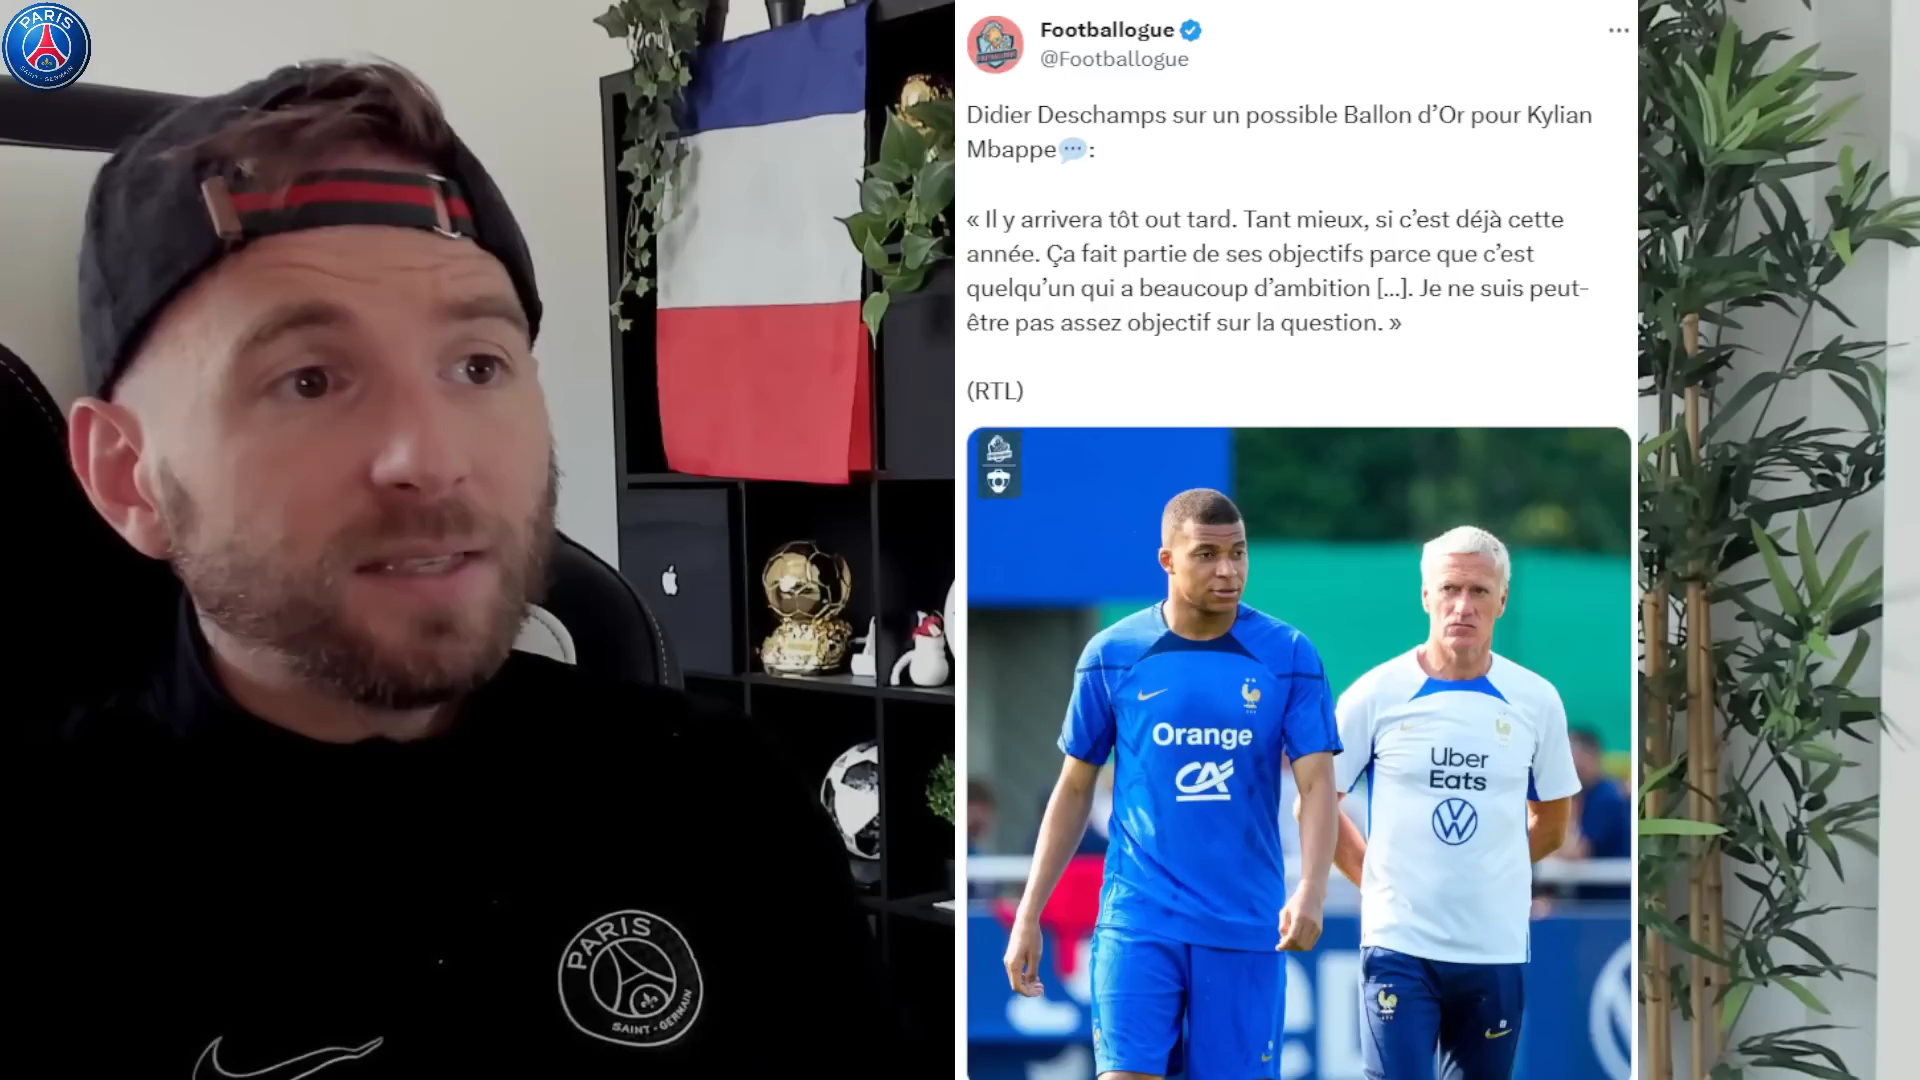 PARIS
SAINT-GERMAIN
Footballogue
@Footballogue
Didier Deschamps sur un possible Ballon d’Or pour Kylian
Mbappe💬:
« Il y arrivera tôt out tard. Tant mieux, si c’est déjà cette
année. Ça fait partie de ses objectifs parce que c’est
quelqu’un qui a beaucoup d’ambition [...]. Je ne suis peut-
être pas assez objectif sur la question. »
(RTL)
Orange
CA
Uber
Eats
PARIS
SAINT-GERMAIN